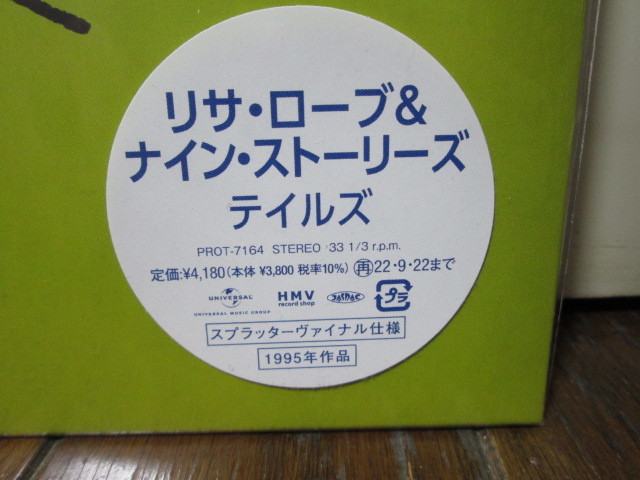 リサ・ローブ&
ナイン・ストーリーズ
テイルズ
PROT-7164 STEREO 33 1/3 r.p.m.
定価:¥4,180(本体 ¥3,800 税率10%) 再22・9・22まで
UNIVERSAL
UNIVERSAL MUSIC GROUP
HMV
record shop
プラ
スプラッターヴァイナル仕様
1995年作品